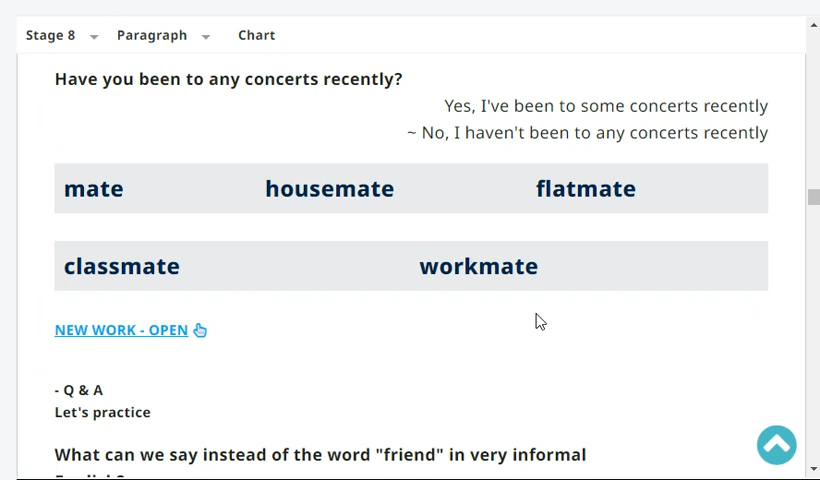 Stage 8 Paragraph Chart
Have you been to any concerts recently?
Yes, I've been to some concerts recently
~ No, I haven't been to any concerts recently
mate housemate flatmate
classmate workmate
NEW WORK - OPEN
- Q & A
Let's practice
What can we say instead of the word "friend" in very informal